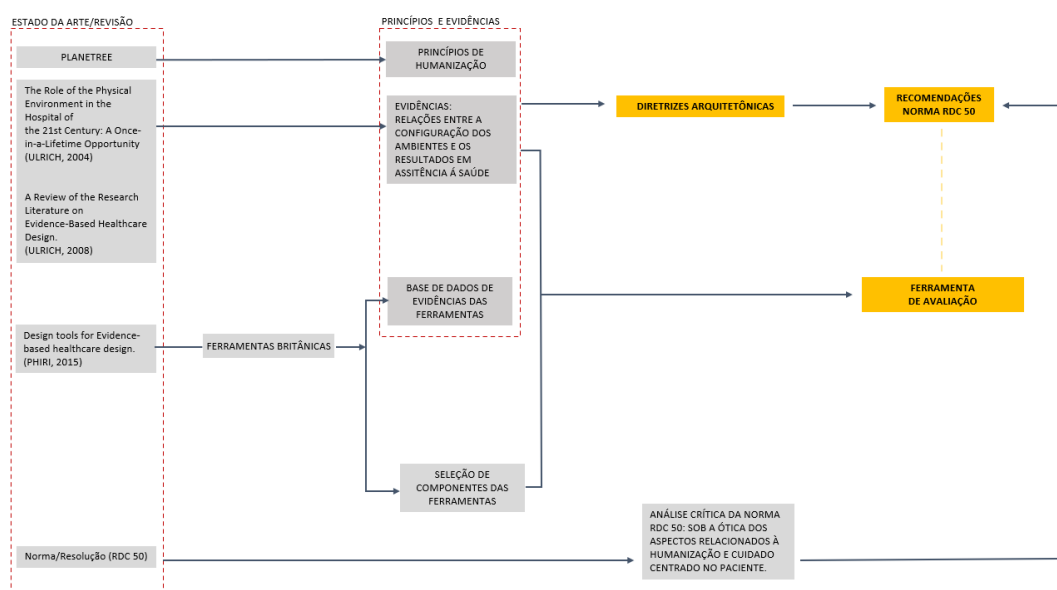 ESTADO DA ARTE/REVISÃO
PLANETREE
The Role of the Physical
Environment in the
Hospital of
the 21st Century: A Once-
in-a-Lifetime Opportunity
(ULRICH, 2004)
A Review of the Research
Literature on
Evidence-Based Healthcare
Design.
(ULRICH, 2008)
Design tools for Evidence-
based healthcare design.
(PHIRI, 2015)
Norma/Resolução (RDC 50)
FERRAMENTAS BRITÂNICAS
PRINCÍPIOS E EVIDÊNCIAS
PRINCÍPIOS DE
HUMANIZAÇÃO
EVIDÊNCIAS:
RELAÇÕES ENTRE A
CONFIGURAÇÃO DOS
AMBIENTES E OS
RESULTADOS EM
ASSITÊNCIA Á SAÚDE
BASE DE DADOS DE
EVIDÊNCIAS DAS
FERRAMENTAS
SELEÇÃO DE
COMPONENTES DAS
FERRAMENTAS
DIRETRIZES ARQUITETÔNICAS
RECOMENDAÇÕES
NORMA RDC 50
FERRAMENTA
DE AVALIAÇÃO
ANÁLISE CRÍTICA DA NORMA
RDC 50: SOB A ÓTICA DOS
ASPECTOS RELACIONADOS À
HUMANIZAÇÃO E CUIDADO
CENTRADO NO PACIENTE.